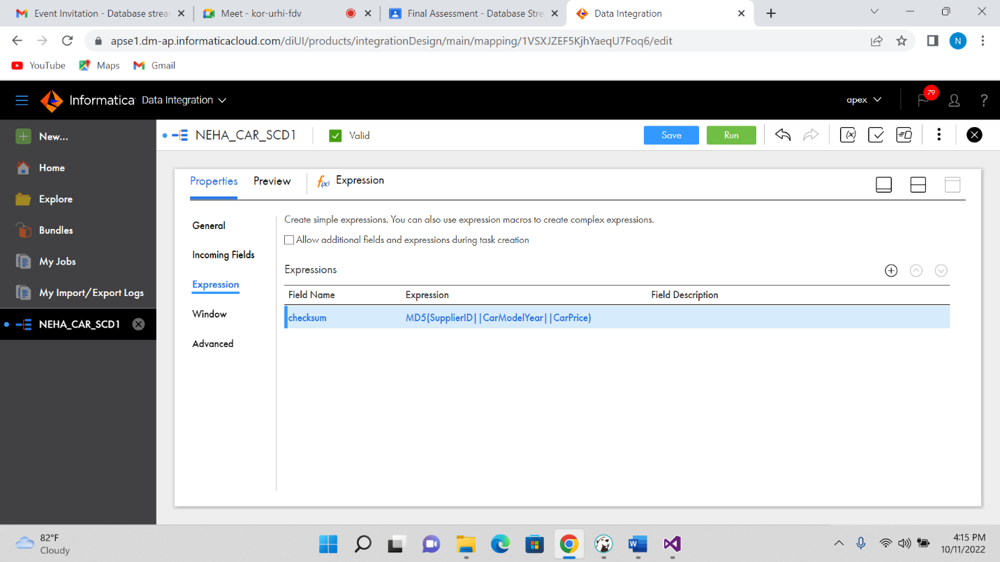 Event Invitation - Database strear
Meet - kor-urhi-fdv
Final Assessment - Database Stre
Data Integration
apse1.dm-ap.informaticacloud.com/diUI/products/integrationDesign/main/mapping/1VSXJZEF5KjhYaeqU7Foq6/edit
N
YouTube
Maps
Gmail
Informatica
Data Integration
apex
79
?
New...
Home
Explore
Bundles
My Jobs
My Import/Export Logs
NEHA_CAR_SCD1
NEHA_CAR_SCD1
Valid
Save
Run
(x)
Properties
Preview
f(x)
Expression
General
Incoming Fields
Expression
Window
Advanced
Create simple expressions. You can also use expression macros to create complex expressions.
Allow additional fields and expressions during task creation
Expressions
Field Name
Expression
Field Description
checksum
MD5(SupplierID||CarModelYear||CarPrice)
82°F
Cloudy
W
4:15 PM
10/11/2022